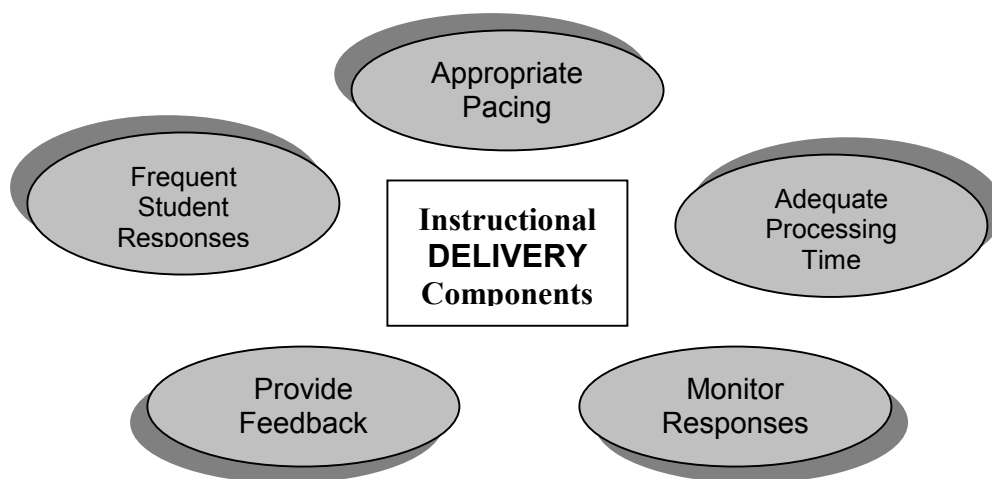 Appropriate
Pacing
Frequent
Student
Responses
Instructional
DELIVERY
Components
Adequate
Processing
Time
Provide
Feedback
Monitor
Responses